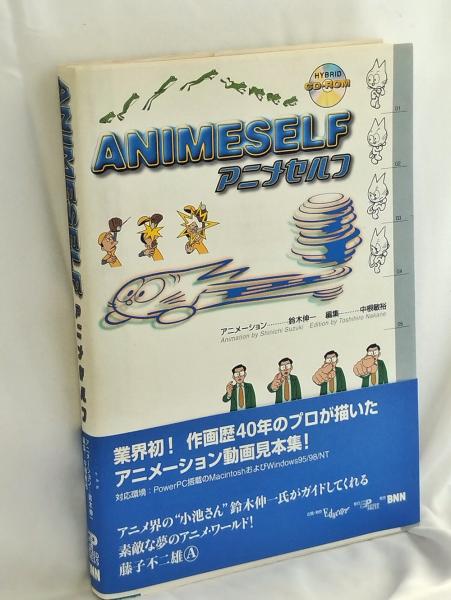 HYBRID
CD-ROM
ANIMESELF
アニメセルフ
01
02
03
04
05
アニメーション………鈴木伸一 編集………中根敏裕
Animation by Shinichi Suzuki Edition by Toshihiro Nakane
業界初! 作画歴40年のプロが描いた
アニメーション動画見本集!
対応環境:PowerPC搭載のMacintoshおよびWindows95/98/NT
アニメ界の“小池さん”鈴木伸一氏がガイドしてくれる
素敵な夢のアニメ・ワールド!
藤子不二雄Ⓐ
BNN
ANIMESELF
アニメセルフ
BNN